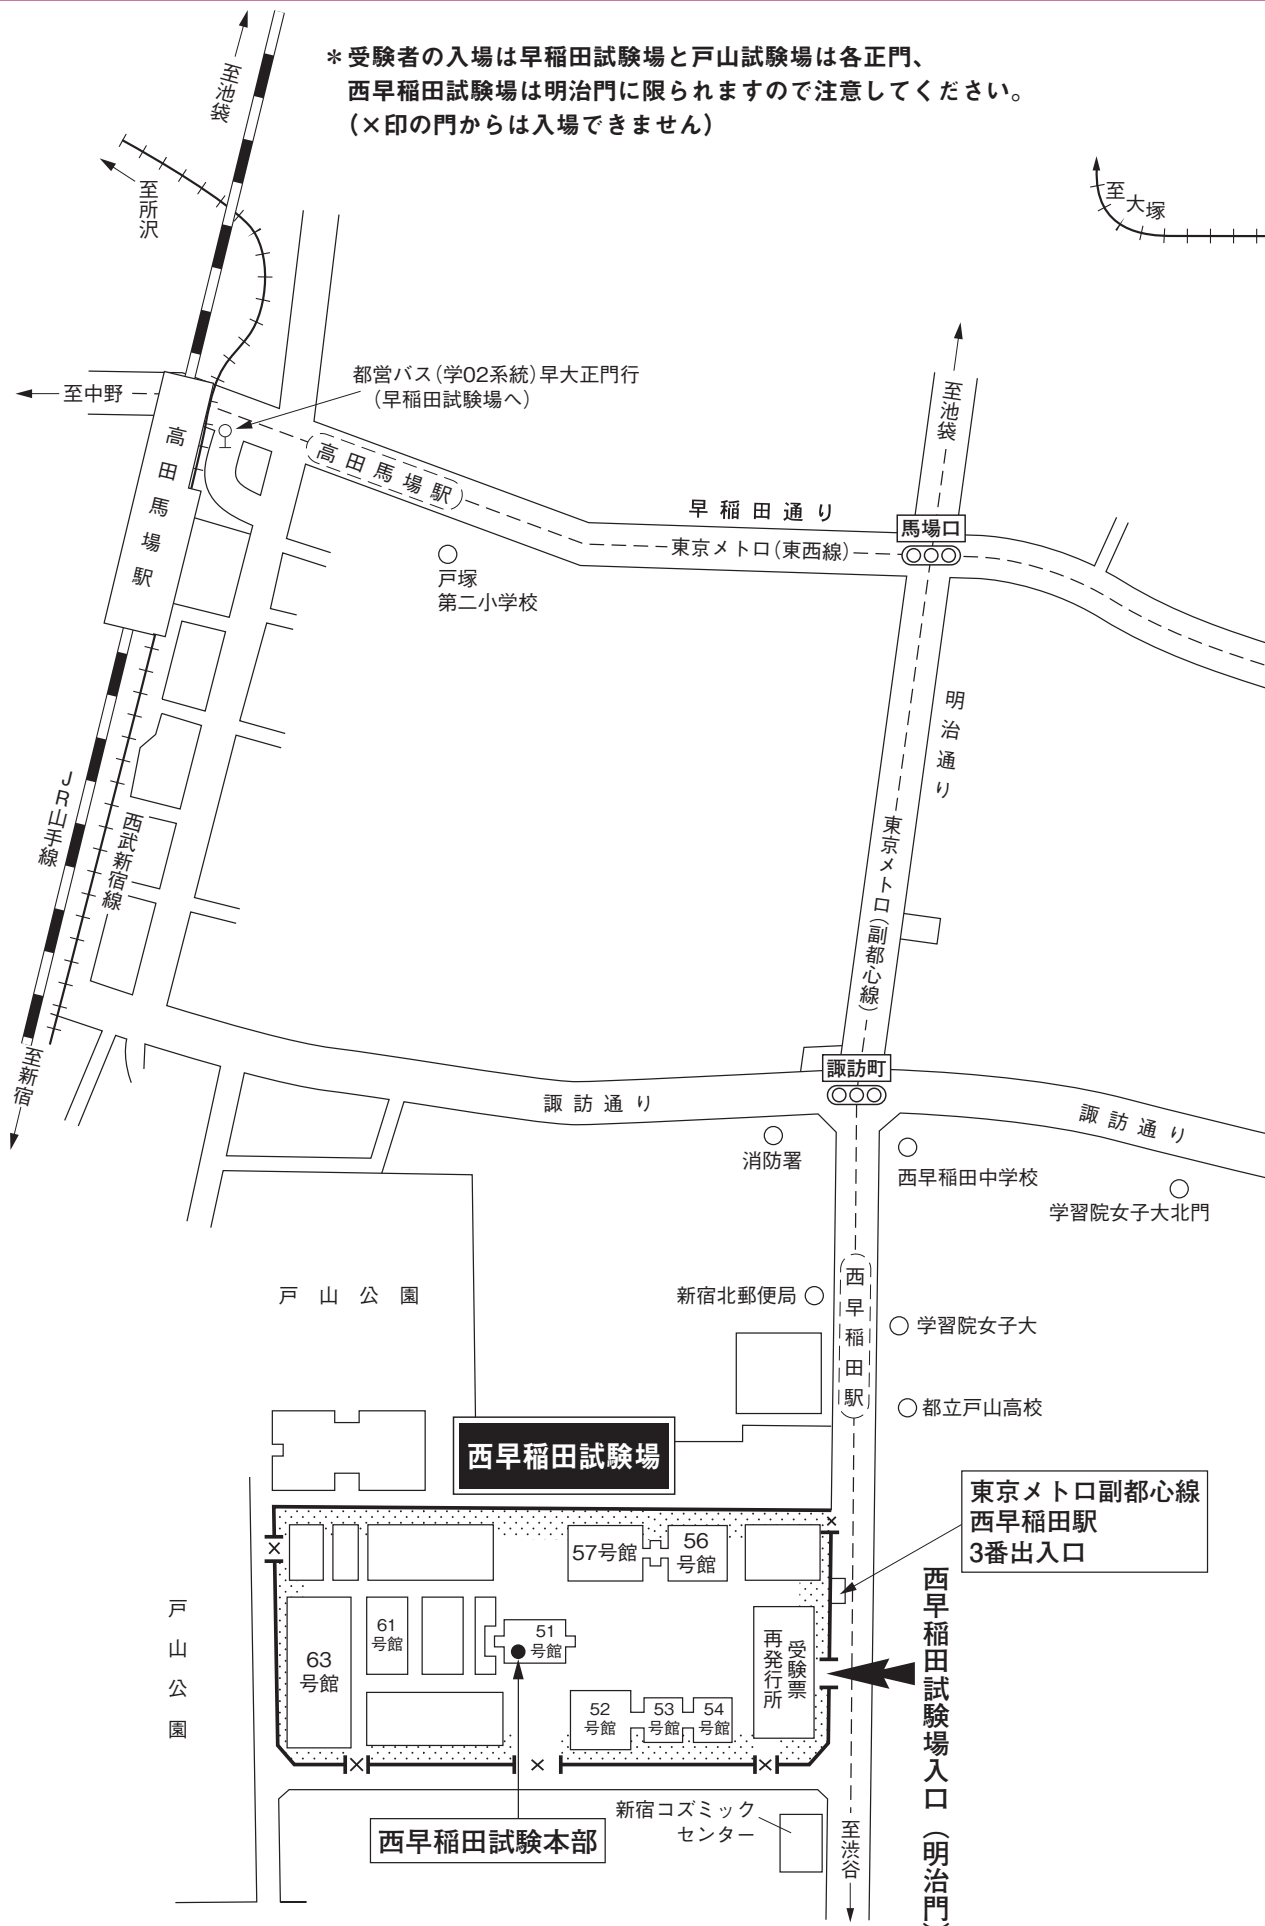 ＊受験者の入場は早稲田試験場と戸山試験場は各正門、
西早稲田試験場は明治門に限られますので注意してください。
（×印の門からは入場できません）
至池袋
至所沢
至大塚
至中野
都営バス（学02系統）早大正門行
（早稲田試験場へ）
高田馬場駅
高田馬場駅
早稲田通り
東京メトロ（東西線）
馬場口
至池袋
戸塚
第二小学校
明治通り
東京メトロ（副都心線）
JR山手線
西武新宿線
至新宿
諏訪町
諏訪通り
諏訪通り
消防署
西早稲田中学校
学習院女子大北門
戸山公園
新宿北郵便局
西早稲田駅
学習院女子大
都立戸山高校
西早稲田試験場
東京メトロ副都心線
西早稲田駅
3番出入口
57号館
56
号館
61
号館
51
号館
63
号館
戸山公園
受験票
再発行所
52
号館
53
号館
54
号館
西早稲田試験場入口（明治門）
西早稲田試験本部
新宿コズミック
センター
至渋谷